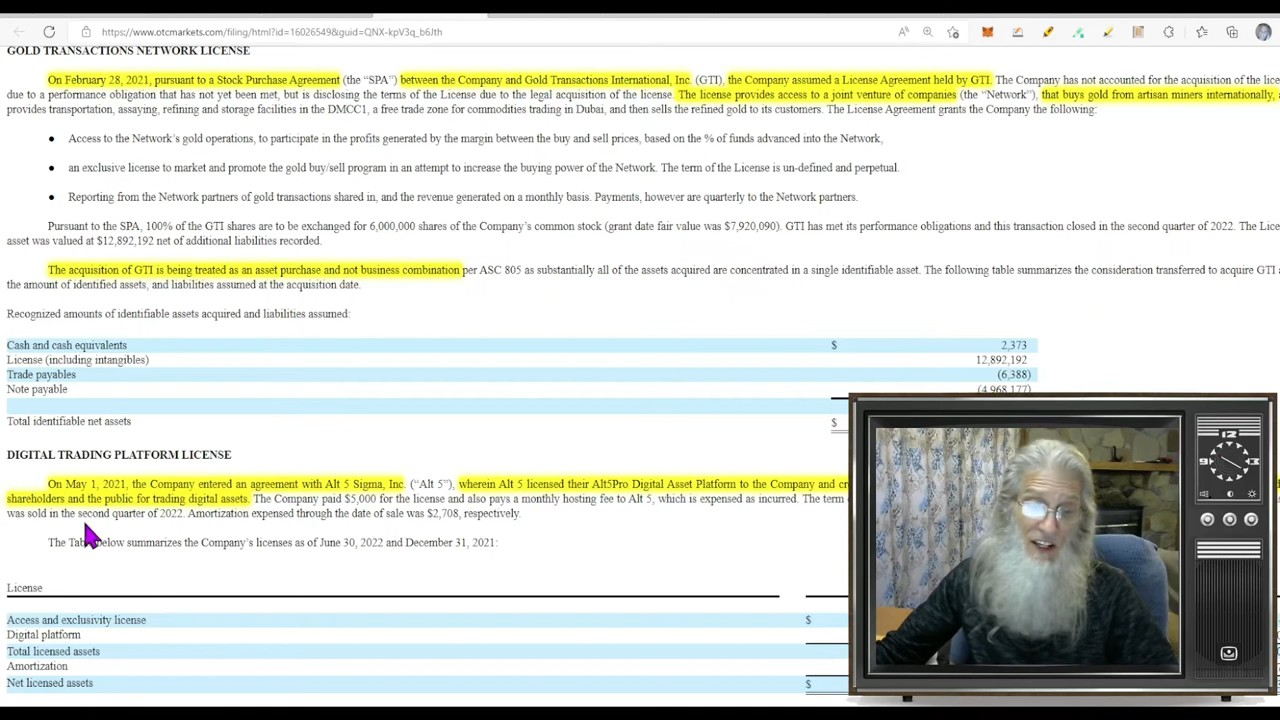 https://www.otcmarkets.com/filing/html?id=16026549&guid=QNX-kpV3q_b6Jth
GOLD TRANSACTIONS NETWORK LICENSE
On February 28, 2021, pursuant to a Stock Purchase Agreement (the “SPA”) between the Company and Gold Transactions International, Inc. (GTI), the Company assumed a License Agreement held by GTI. The Company has not accounted for the acquisition of the
due to a performance obligation that has not yet been met, but is disclosing the terms of the License due to the legal acquisition of the license. The license provides access to a joint venture of companies (the “Network”), that buys gold from artisan miners internationally,
provides transportation, assaying, refining and storage facilities in the DMCC1, a free trade zone for commodities trading in Dubai, and then sells the refined gold to its customers. The License Agreement grants the Company the following:
● Access to the Network’s gold operations, to participate in the profits generated by the margin between the buy and sell prices, based on the % of funds advanced into the Network,
● an exclusive license to market and promote the gold buy/sell program in an attempt to increase the buying power of the Network. The term of the License is un-defined and perpetual.
● Reporting from the Network partners of gold transactions shared in, and the revenue generated on a monthly basis. Payments, however are quarterly to the Network partners.
Pursuant to the SPA, 100% of the GTI shares are to be exchanged for 6,000,000 shares of the Company’s common stock (grant date fair value was $7,920,090). GTI has met its performance obligations and this transaction closed in the second quarter of 2022. The
asset was valued at $12,892,192 net of additional liabilities recorded.
The acquisition of GTI is being treated as an asset purchase and not business combination per ASC 805 as substantially all of the assets acquired are concentrated in a single identifiable asset. The following table summarizes the consideration transferred to acquire GTI
the amount of identified assets, and liabilities assumed at the acquisition date.
Recognized amounts of identifiable assets acquired and liabilities assumed:
Cash and cash equivalents $ 2,373
License (including intangibles) 12,892,192
Trade payables (6,388)
Note payable (4,968,177)
Total identifiable net assets $
DIGITAL TRADING PLATFORM LICENSE
On May 1, 2021, the Company entered an agreement with Alt 5 Sigma, Inc. (“Alt 5”), wherein Alt 5 licensed their Alt5Pro Digital Asset Platform to the Company and
shareholders and the public for trading digital assets. The Company paid $5,000 for the license and also pays a monthly hosting fee to Alt 5, which is expensed as incurred. The term
was sold in the second quarter of 2022. Amortization expensed through the date of sale was $2,708, respectively.
The below summarizes the Company’s licenses as of June 30, 2022 and December 31, 2021:
License
Access and exclusivity license $
Digital platform
Total licensed assets
Amortization
Net licensed assets $
12
9 3